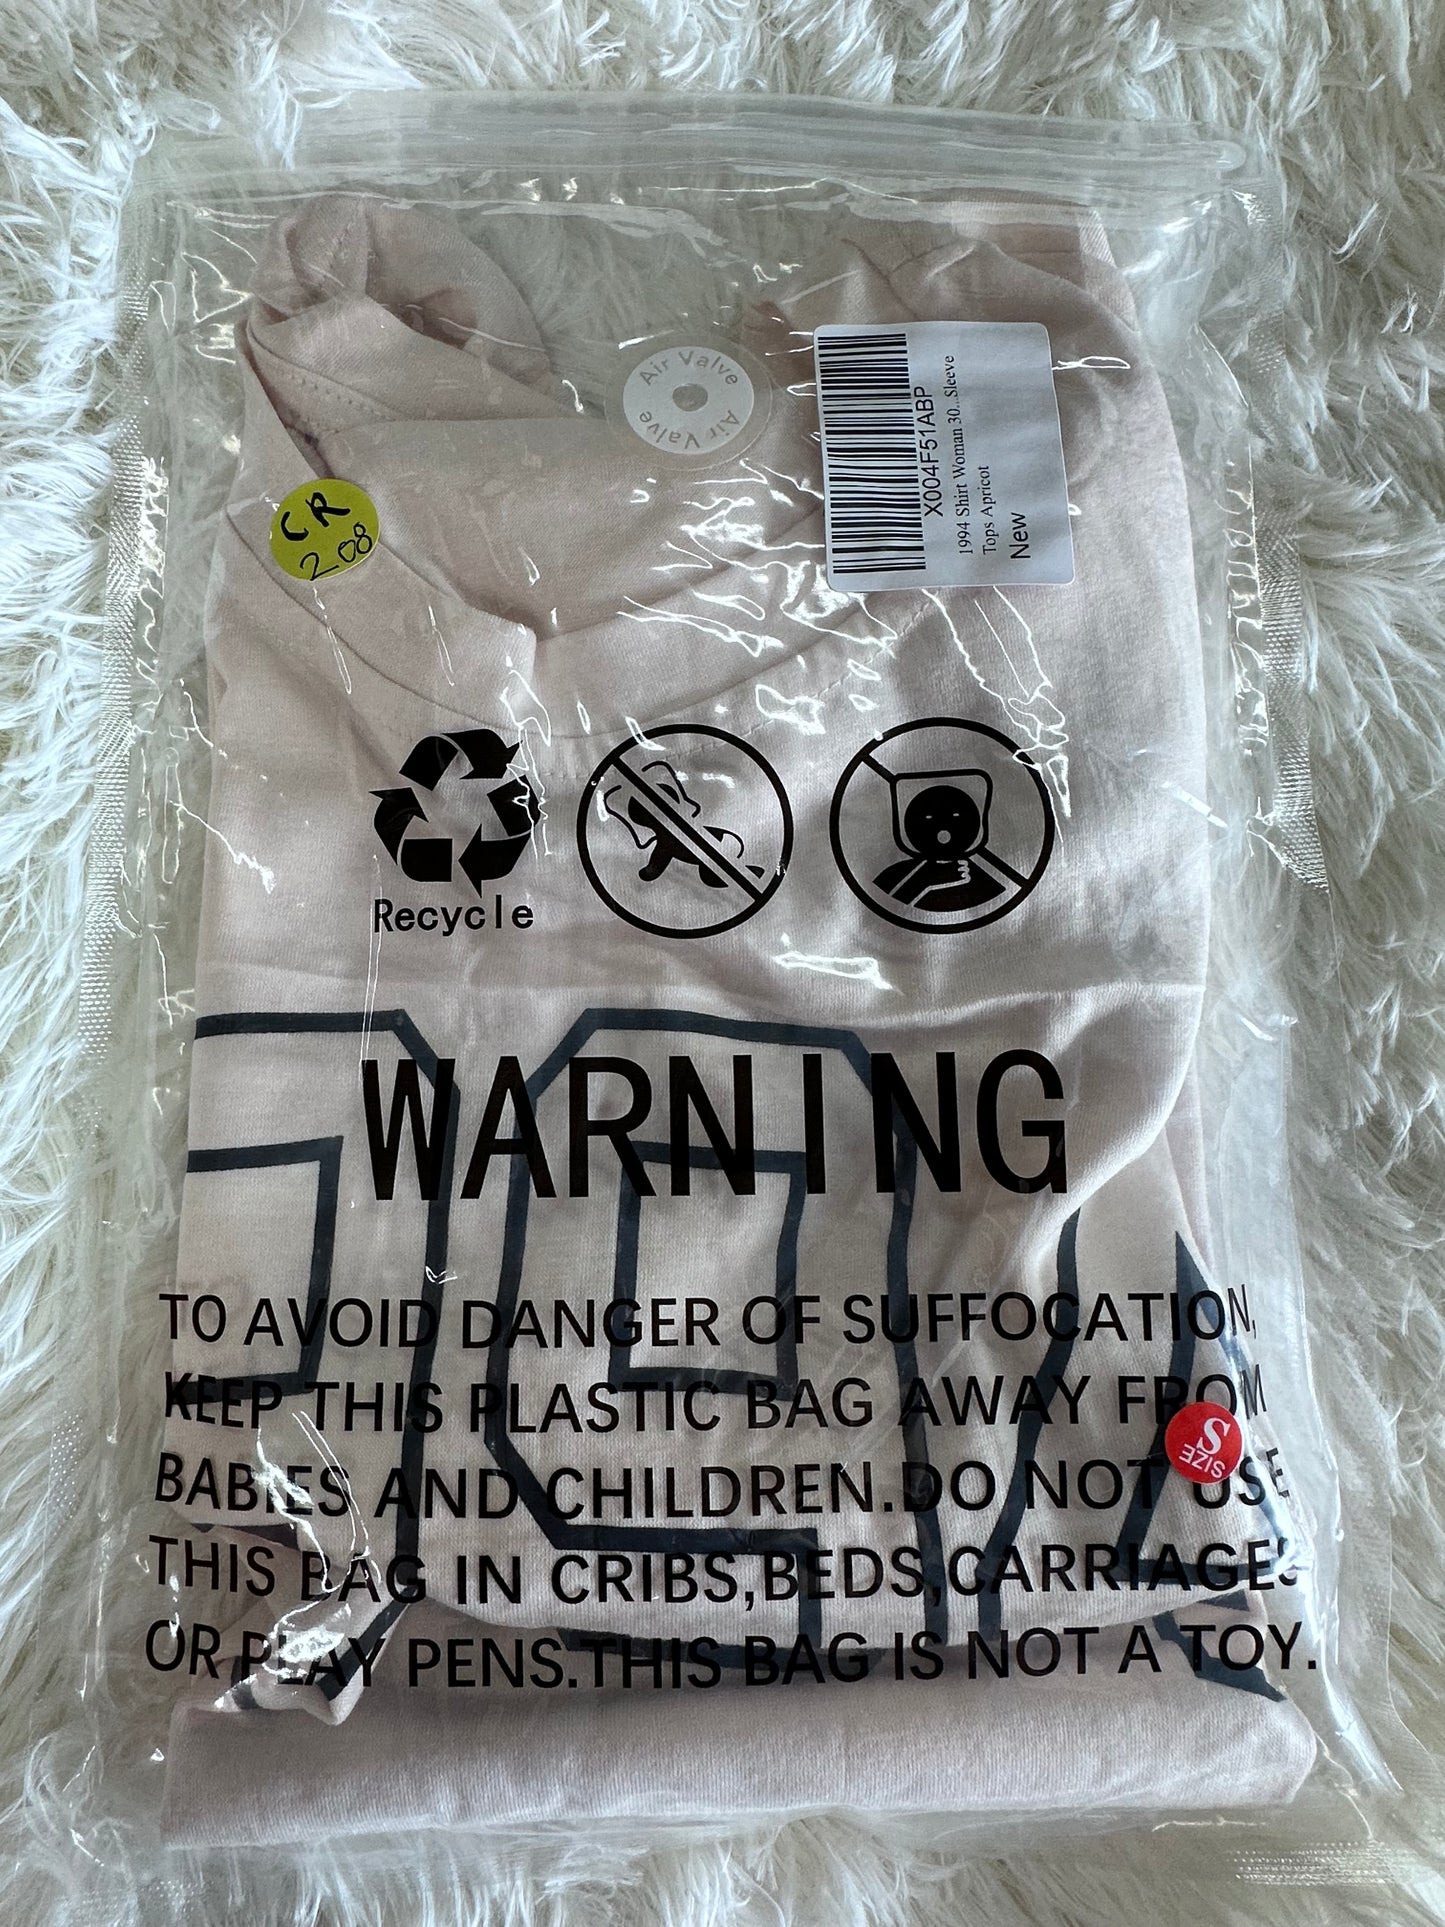 Air Valve
Air Valve
X004F51ABP
1994 Shirt Woman 30...Sleeve
Tops Apricot
New
CR
208
Recycle
WARNING
TO AVOID DANGER OF SUFFOCATION,
KEEP THIS PLASTIC BAG AWAY FROM
BABIES AND CHILDREN.DO NOT USE
THIS BAG IN CRIBS,BEDS,CARRIAGES
OR PLAY PENS.THIS BAG IS NOT A TOY.
SIZE
S